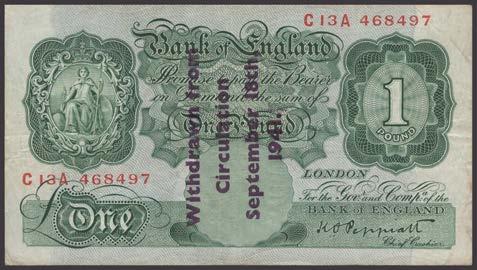 C13A 468497
Bank of England
Promise to pay the Bearer
on Demand the sum of
One Pound
1
POUND
C13A 468497
LONDON
For the Gov.r and Comp.a of the
BANK OF ENGLAND
£One
K.O. Peppiatt
Chief Cashier.
Withdrawn from
Circulation
September 18th
1941.